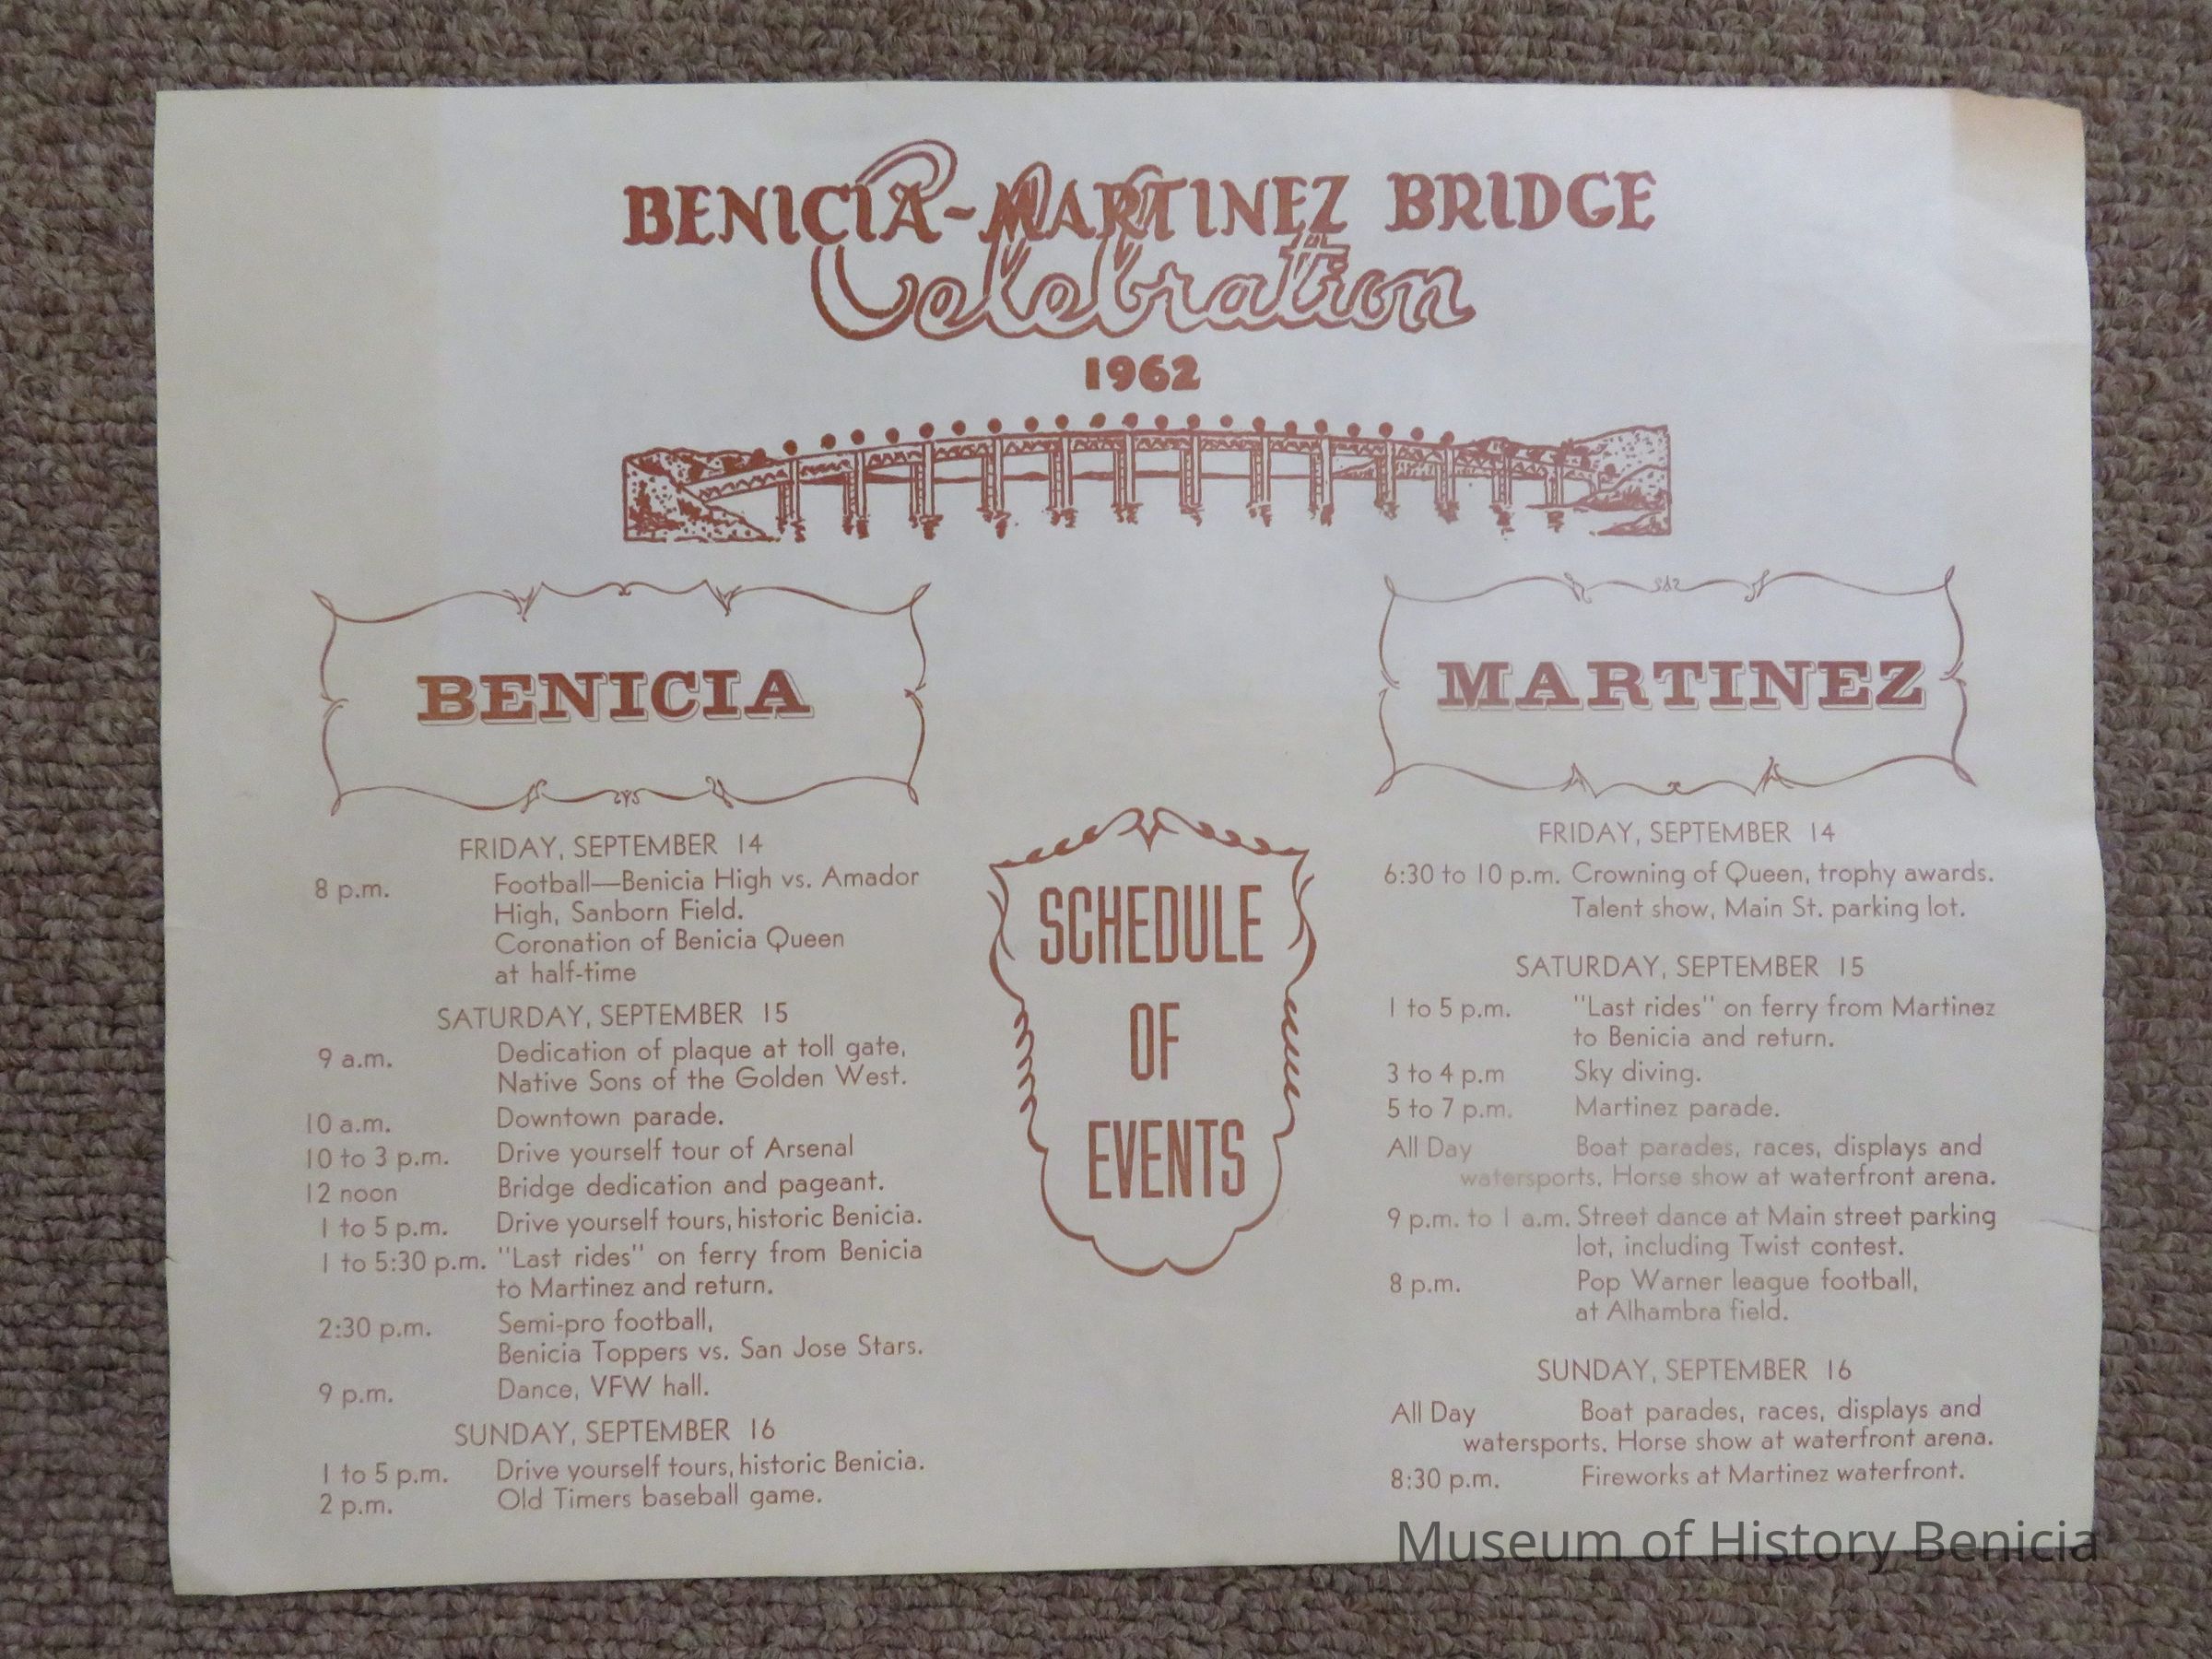 BENICIA-MARTINEZ BRIDGE
Celebration
1962
BENICIA
FRIDAY, SEPTEMBER 14
8 p.m. Football—Benicia High vs. Amador
High, Sanborn Field.
Coronation of Benicia Queen
at half-time
SATURDAY, SEPTEMBER 15
9 a.m. Dedication of plaque at toll gate,
Native Sons of the Golden West.
10 a.m. Downtown parade.
10 to 3 p.m. Drive yourself tour of Arsenal
12 noon Bridge dedication and pageant.
1 to 5 p.m. Drive yourself tours, historic Benicia.
1 to 5:30 p.m. "Last rides" on ferry from Benicia
to Martinez and return.
2:30 p.m. Semi-pro football,
Benicia Toppers vs. San Jose Stars.
9 p.m. Dance, VFW hall.
SUNDAY, SEPTEMBER 16
1 to 5 p.m. Drive yourself tours, historic Benicia.
2 p.m. Old Timers baseball game.
SCHEDULE
OF
EVENTS
MARTINEZ
FRIDAY, SEPTEMBER 14
6:30 to 10 p.m. Crowning of Queen, trophy awards.
Talent show, Main St. parking lot.
SATURDAY, SEPTEMBER 15
1 to 5 p.m. "Last rides" on ferry from Martinez
to Benicia and return.
3 to 4 p.m Sky diving.
5 to 7 p.m. Martinez parade.
All Day Boat parades, races, displays and
watersports. Horse show at waterfront arena.
9 p.m. to 1 a.m. Street dance at Main street parking
lot, including Twist contest.
8 p.m. Pop Warner league football,
at Alhambra field.
SUNDAY, SEPTEMBER 16
All Day Boat parades, races, displays and
watersports. Horse show at waterfront arena.
8:30 p.m. Fireworks at Martinez waterfront.
Museum of History Benicia